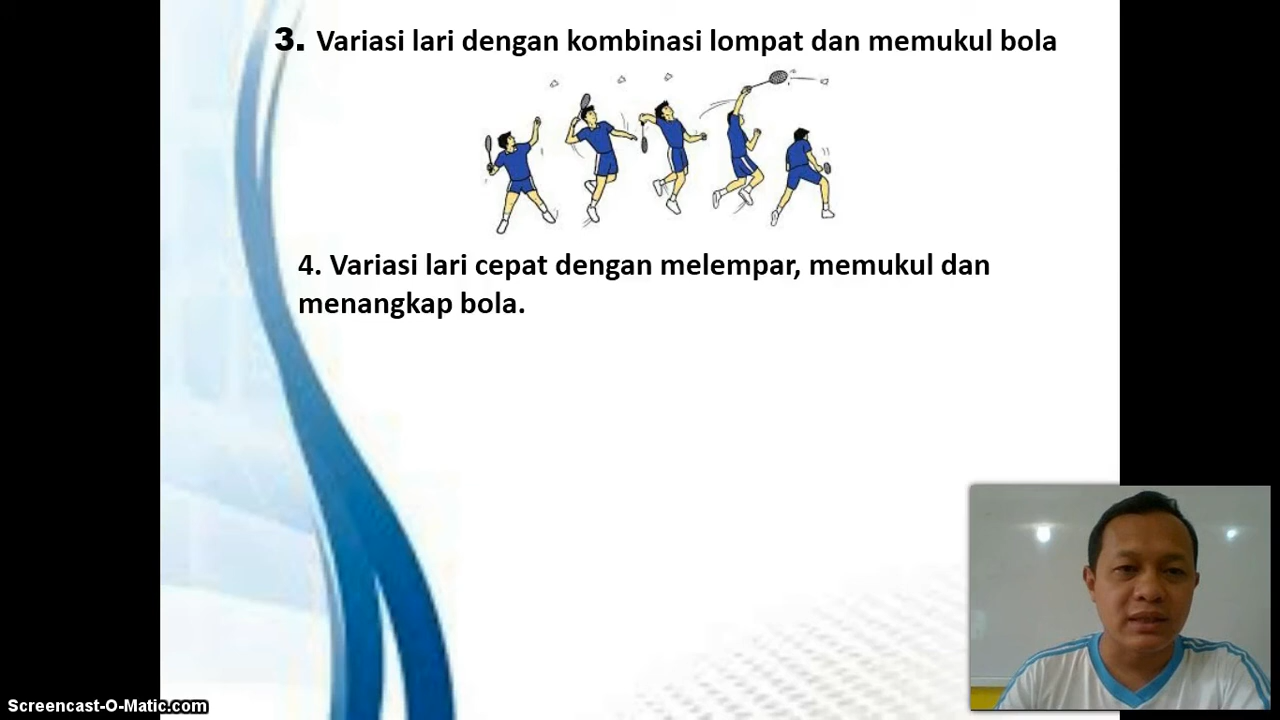 3. Variasi lari dengan kombinasi lompat dan memukul bola
4. Variasi lari cepat dengan melempar, memukul dan
menangkap bola.
Screencast-O-Matic.com